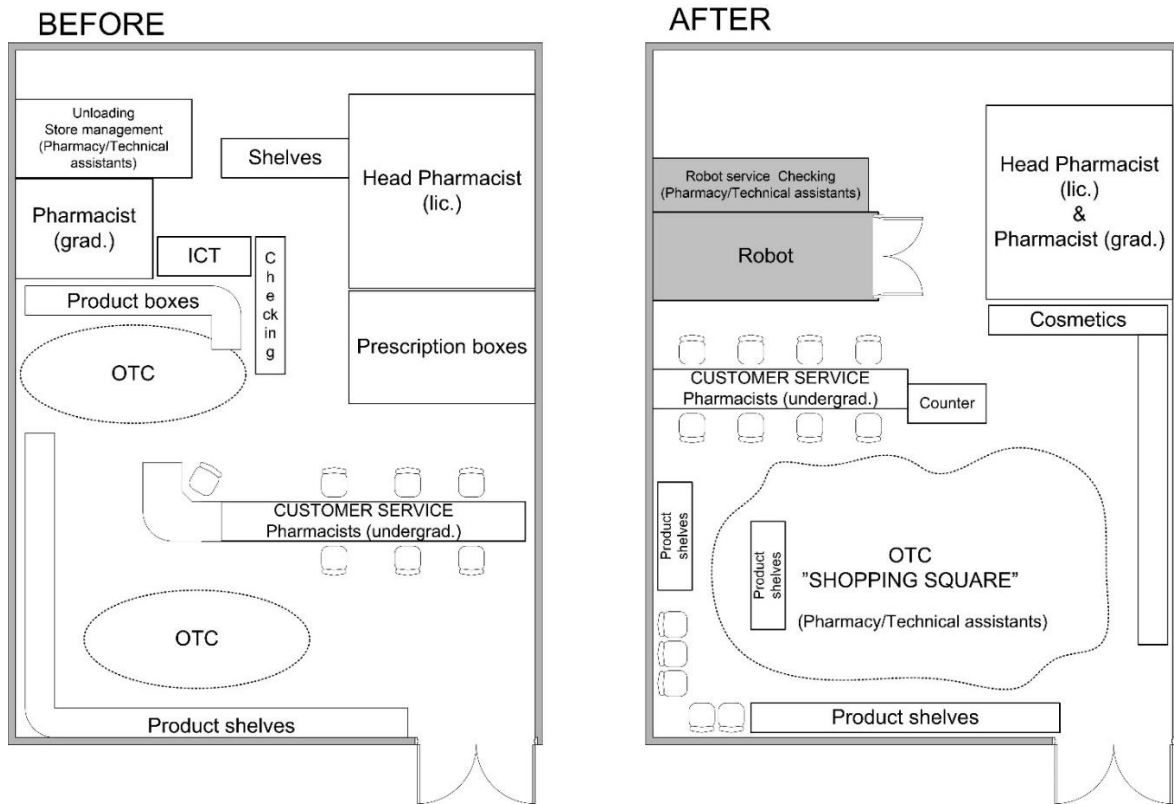 BEFORE
Unloading
Store management
(Pharmacy/Technical
assistants)
Shelves
Head Pharmacist
(lic.)
Pharmacist
(grad.)
ICT
Checking
Product boxes
OTC
Prescription boxes
CUSTOMER SERVICE
Pharmacists (undergrad.)
OTC
Product shelves
AFTER
Robot service Checking
(Pharmacy/Technical assistants)
Robot
Head Pharmacist
(lic.)
&
Pharmacist (grad.)
Cosmetics
CUSTOMER SERVICE
Pharmacists (undergrad.)
Counter
Product
shelves
Product
shelves
OTC
"SHOPPING SQUARE"
(Pharmacy/Technical assistants)
Product shelves